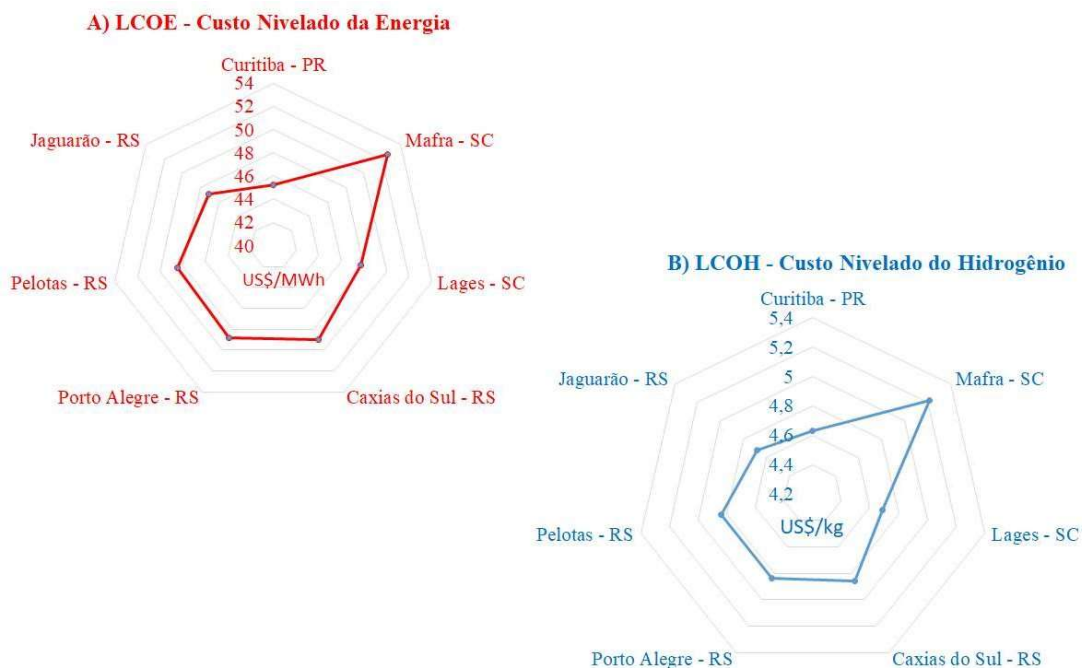 A) LCOE - Custo Nivelado da Energia
Curitiba - PR
54
52
50
48
46
44
42
40
Jaguarão - RS
Mafra - SC
Pelotas - RS
US$/MWh
Lages - SC
Porto Alegre - RS
Caxias do Sul - RS
B) LCOH - Custo Nivelado do Hidrogênio
Curitiba - PR
5,4
5,2
5
4,8
4,6
4,4
4,2
Jaguarão - RS
Mafra - SC
Pelotas - RS
US$/kg
Lages - SC
Porto Alegre - RS
Caxias do Sul - RS